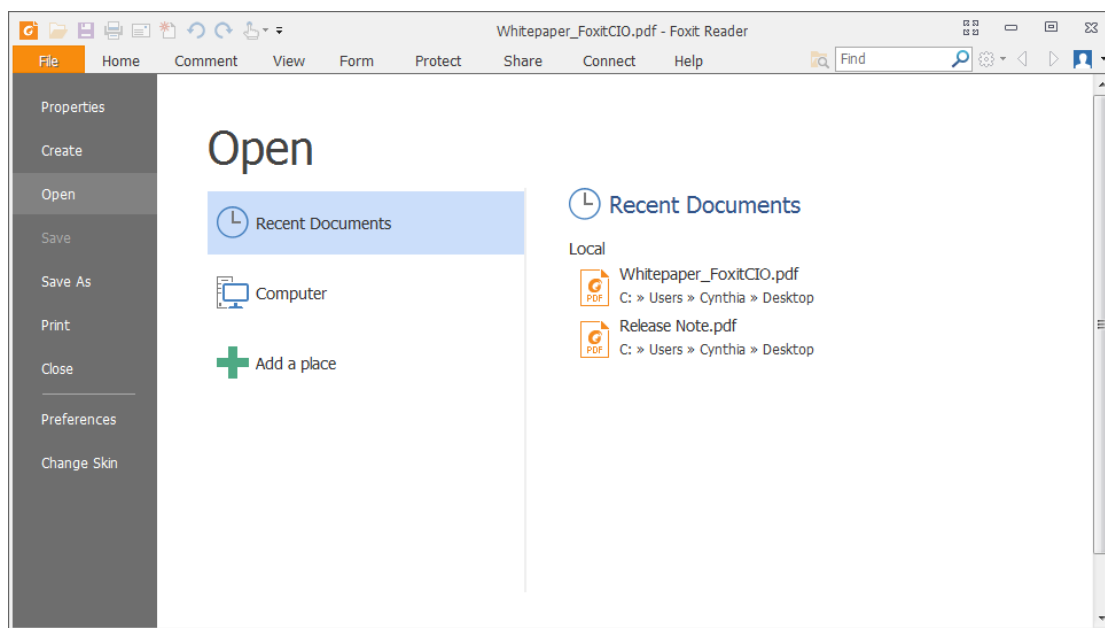 Whitepaper_FoxitCIO.pdf - Foxit Reader
File Home Comment View Form Protect Share Connect Help Find
Properties
Create
Open
Save
Save As
Print
Close
Preferences
Change Skin
Open
Recent Documents
Computer
Add a place
Recent Documents
Local
Whitepaper_FoxitCIO.pdf
PDF C: » Users » Cynthia » Desktop
Release Note.pdf
PDF C: » Users » Cynthia » Desktop